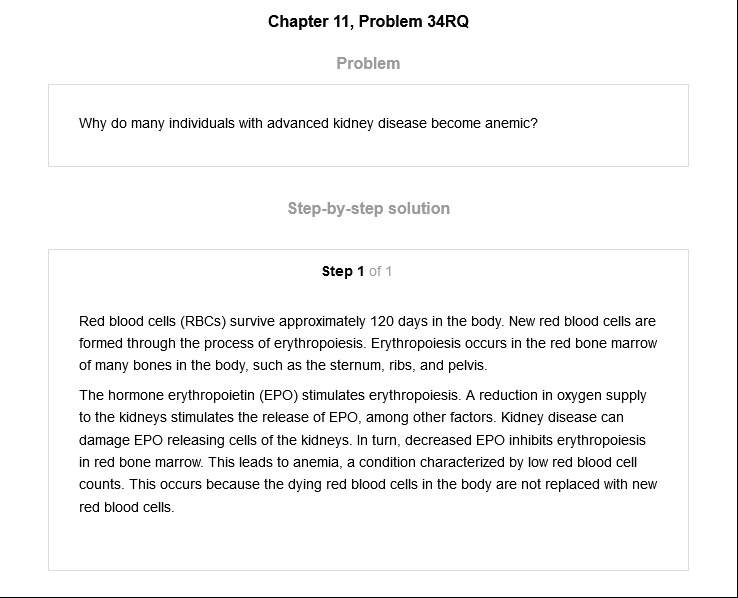 Chapter 11, Problem 34RQ
Problem
Why do many individuals with advanced kidney disease become anemic?
Step-by-step solution
Step 1 of 1
Red blood cells (RBCs) survive approximately 120 days in the body. New red blood cells are
formed through the process of erythropoiesis. Erythropoiesis occurs in the red bone marrow
of many bones in the body, such as the sternum, ribs, and pelvis.
The hormone erythropoietin (EPO) stimulates erythropoiesis. A reduction in oxygen supply
to the kidneys stimulates the release of EPO, among other factors. Kidney disease can
damage EPO releasing cells of the kidneys. In turn, decreased EPO inhibits erythropoiesis
in red bone marrow. This leads to anemia, a condition characterized by low red blood cell
counts. This occurs because the dying red blood cells in the body are not replaced with new
red blood cells.